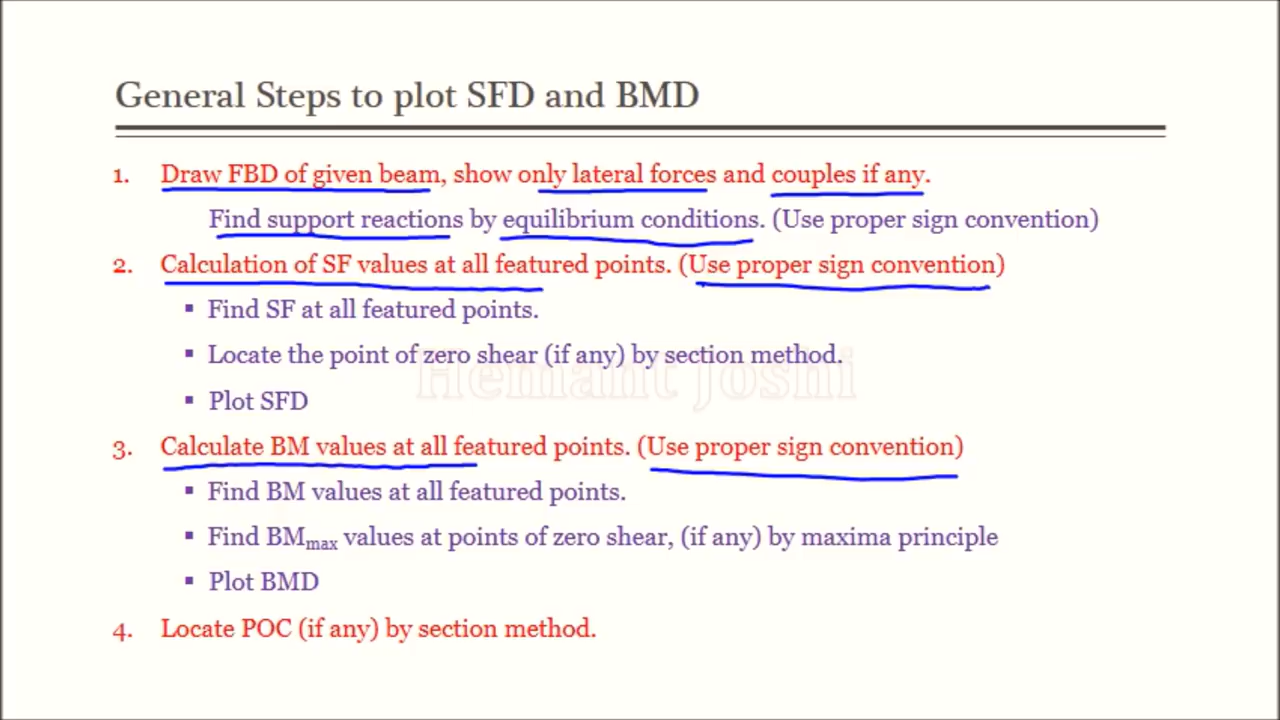 General Steps to plot SFD and BMD
1. Draw FBD of given beam, show only lateral forces and couples if any.
Find support reactions by equilibrium conditions. (Use proper sign convention)
2. Calculation of SF values at all featured points. (Use proper sign convention)
▪ Find SF at all featured points.
▪ Locate the point of zero shear (if any) by section method.
Hemant Joshi
▪ Plot SFD
3. Calculate BM values at all featured points. (Use proper sign convention)
▪ Find BM values at all featured points.
▪ Find BMmax values at points of zero shear, (if any) by maxima principle
▪ Plot BMD
4. Locate POC (if any) by section method.